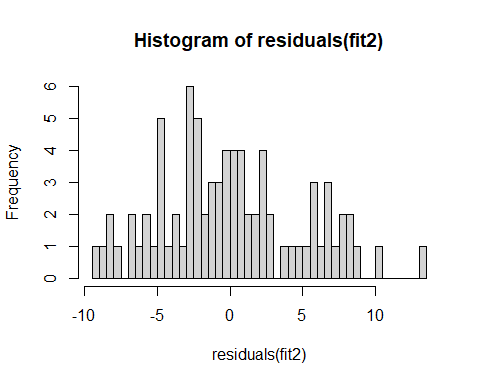 Histogram of residuals(fit2)
Frequency
6
5
4
3
2
1
0
-10 -5 0 5 10
residuals(fit2)